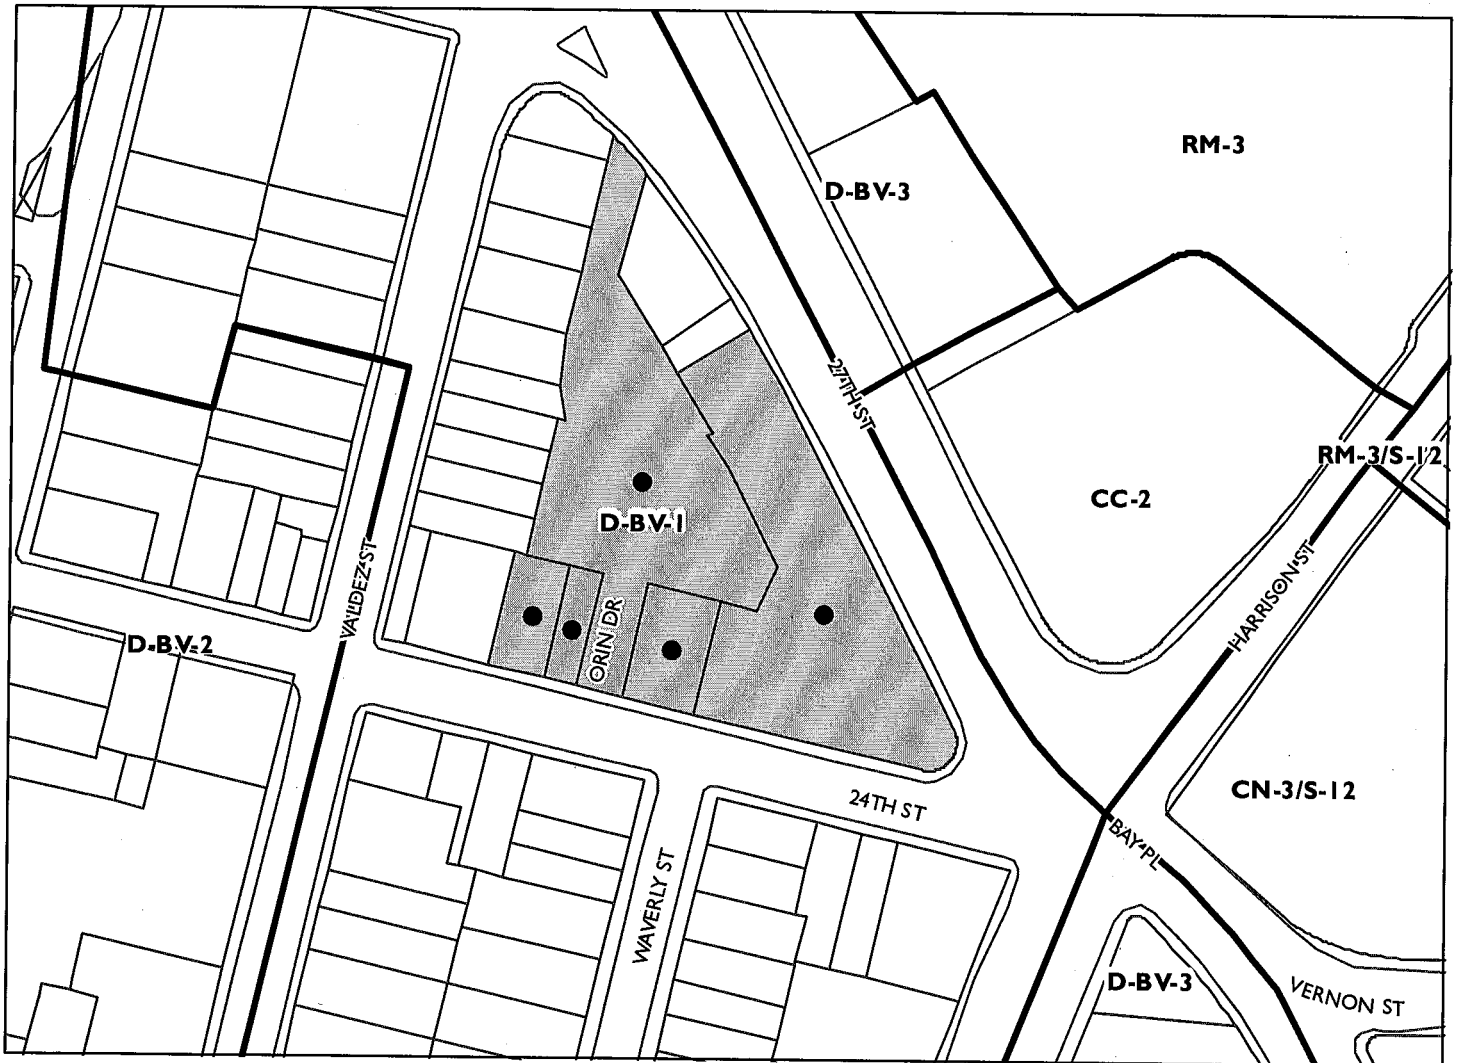 RM-3
D-BV-3
27TH ST
RM-3/S-12
CC-2
D-BV-1
HARRISON ST
VALDEZ ST
ORIN DR
D-BV-2
CN-3/S-12
24TH ST
BAY PL
WAVERLY ST
D-BV-3
VERNON ST